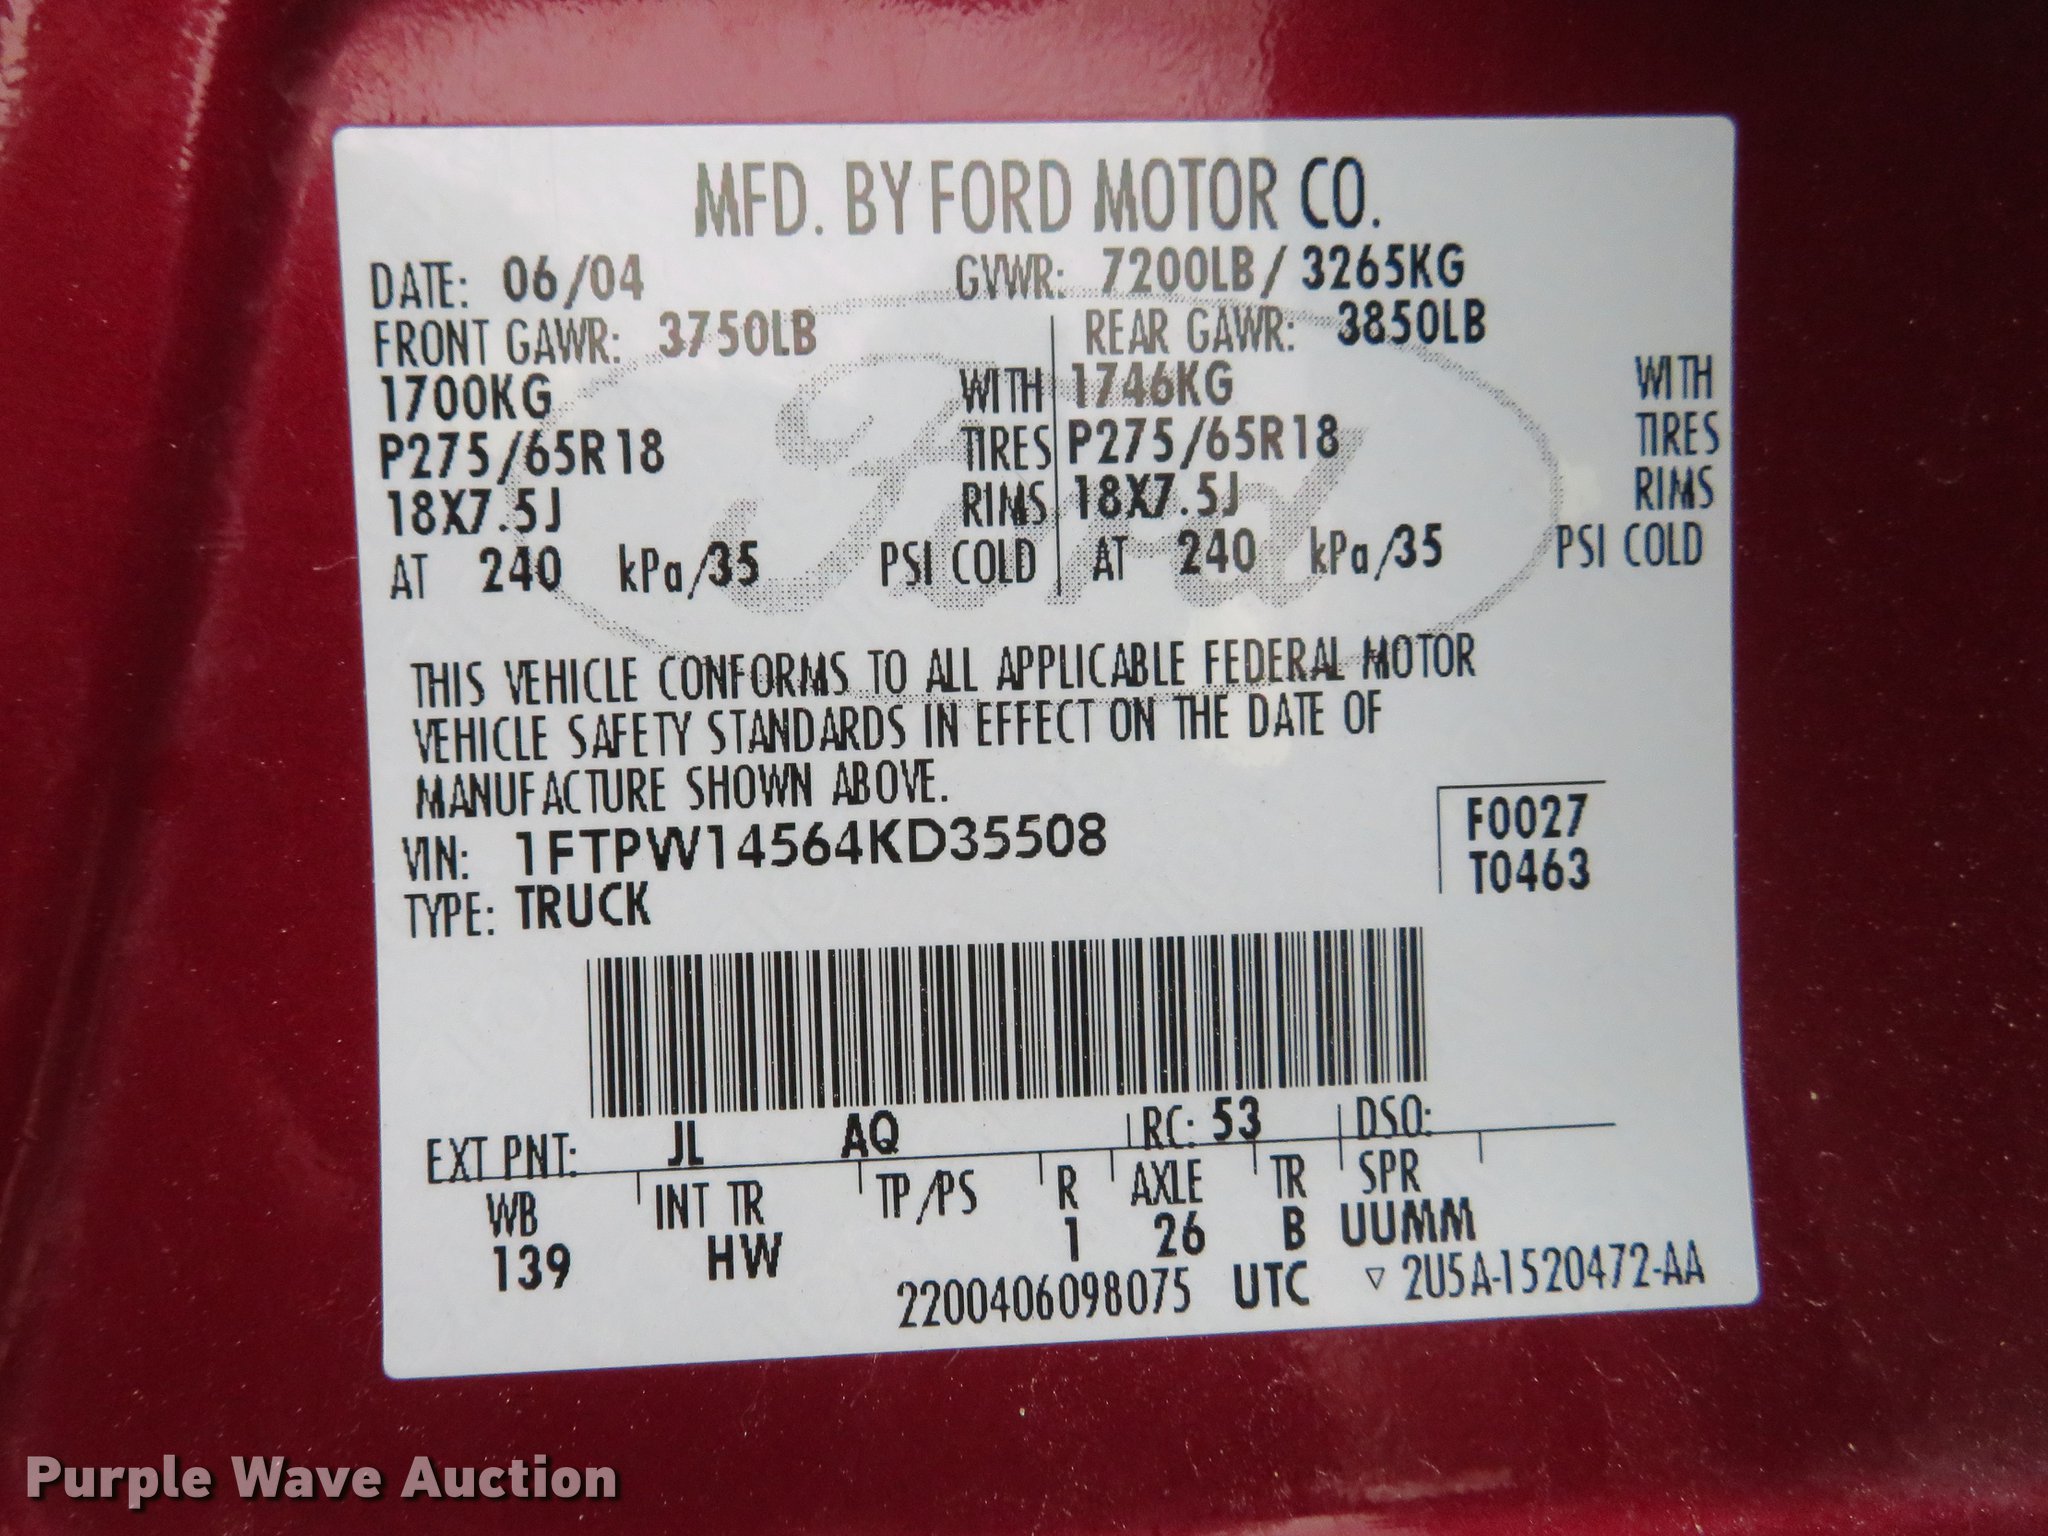 MFD. BY FORD MOTOR CO.
DATE: 06/04 GVWR: 7200LB/ 3265KG
FRONT GAWR: 3750LB REAR GAWR: 3850LB
1700KG WITH 1746KG WITH
P275/65R18 TIRES P275/65R18 TIRES
18X7.5J RIMS 18X7.5J RIMS
AT 240 kPa/35 PSI COLD AT 240 kPa/35 PSI COLD
Ford
THIS VEHICLE CONFORMS TO ALL APPLICABLE FEDERAL MOTOR
VEHICLE SAFETY STANDARDS IN EFFECT ON THE DATE OF
MANUFACTURE SHOWN ABOVE.
VIN: 1FTPW14564KD35508 F0027
TYPE: TRUCK T0463
EXT PNT: JL AQ RC: 53 DSO:
WB INT TR TP/PS R AXLE TR SPR
139 HW 1 26 B UUMM
2200406098075 UTC ▽ 2U5A-1520472-AA
Purple Wave Auction